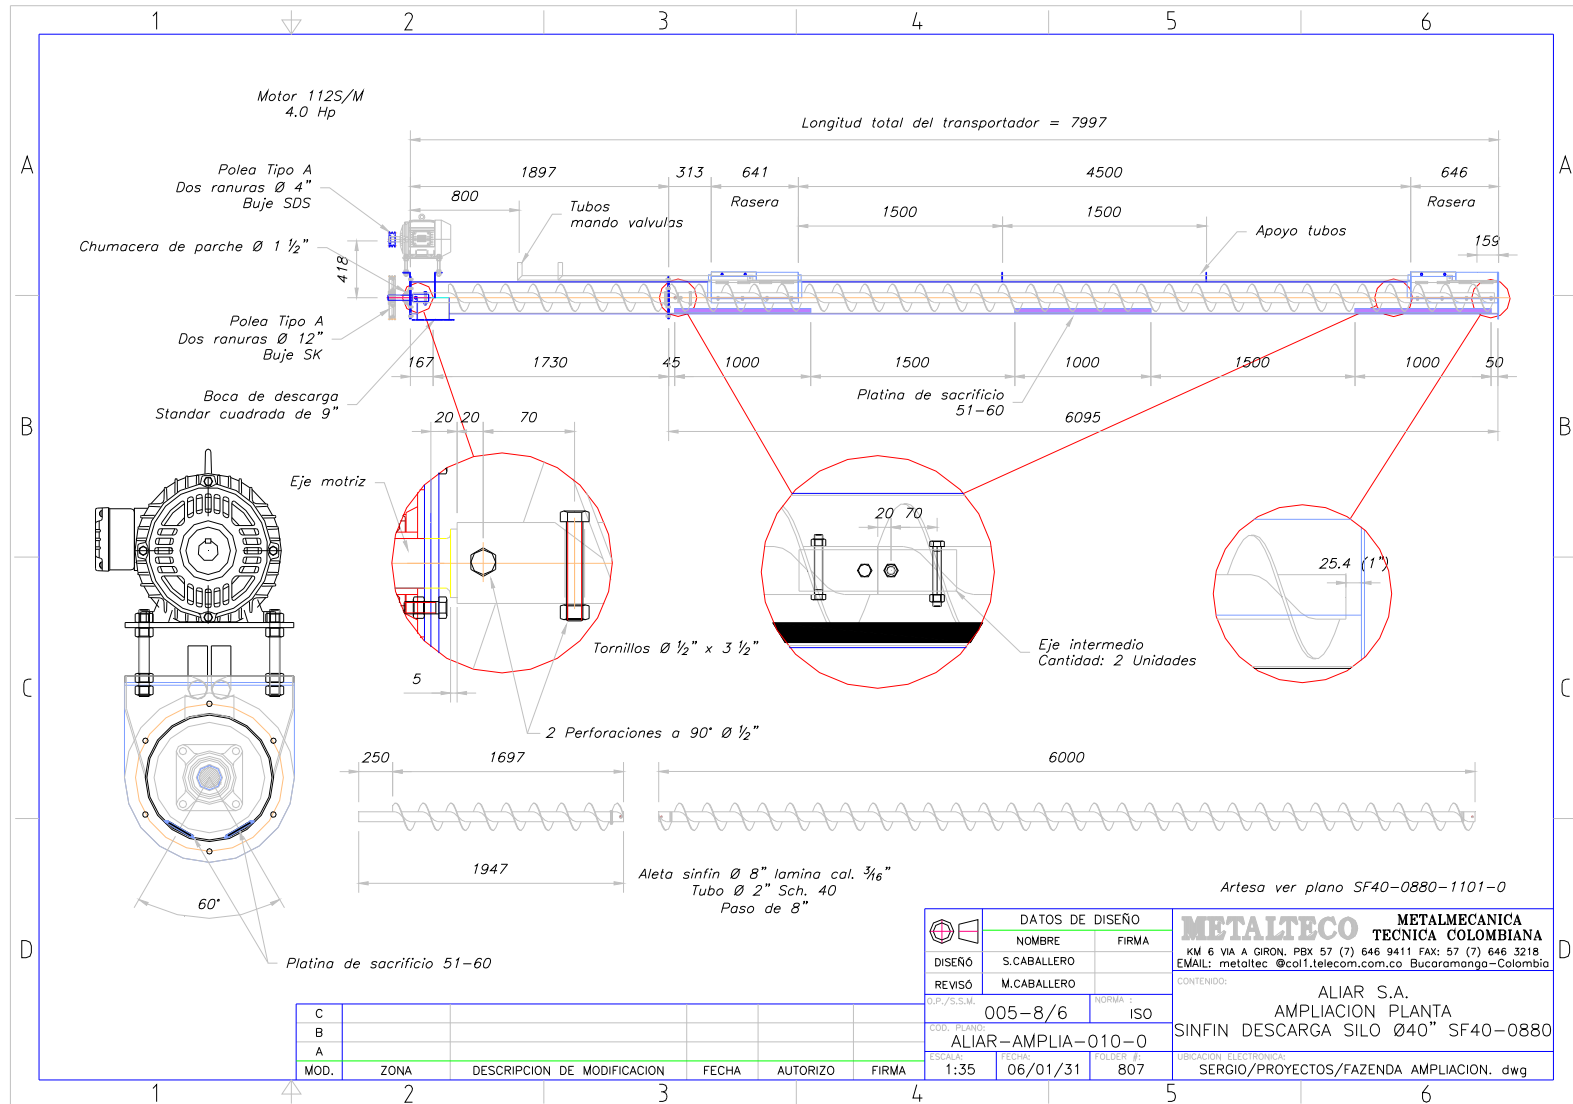 1 2 3 4 5 6
Motor 112S/M
4.0 Hp
Longitud total del transportador = 7997
A
A
Polea Tipo A
Dos ranuras Ø 4"
Buje SDS
1897
313
641
4500
646
800
Tubos
mando valvulas
Rasera
1500
1500
Rasera
Apoyo tubos
159
Chumacera de parche Ø 1 ½"
418
Polea Tipo A
Dos ranuras Ø 12"
Buje SK
167
1730
45
1000
1500
1000
1500
1000
50
Boca de descarga
Standar cuadrada de 9"
Platina de sacrificio
51-60
6095
B
B
20
20
70
Eje motriz
20
70
25.4 (1")
Tornillos Ø ½" x 3 ½"
Eje intermedio
Cantidad: 2 Unidades
5
C
C
2 Perforaciones a 90° Ø ½"
250
1697
6000
1947
Aleta sinfin Ø 8" lamina cal. 3/16"
Tubo Ø 2" Sch. 40
Paso de 8"
Artesa ver plano SF40-0880-1101-0
60°
Platina de sacrificio 51-60
D
D
DATOS DE DISEÑO
NOMBRE
FIRMA
DISEÑÓ
S.CABALLERO
REVISÓ
M.CABALLERO
METALTECO
METALMECANICA
TECNICA COLOMBIANA
KM 6 VIA A GIRON. PBX 57 (7) 646 9411 FAX: 57 (7) 646 3218
EMAIL: metaltec @col1.telecom.com.co Bucaramanga-Colombia
O.P./S.S.M.
005-8/6
NORMA :
ISO
CONTENIDO:
ALIAR S.A.
AMPLIACION PLANTA
SINFIN DESCARGA SILO Ø40" SF40-0880
COD. PLANO:
ALIAR-AMPLIA-010-0
ESCALA:
1:35
FECHA:
06/01/31
FOLDER #:
807
UBICACION ELECTRONICA:
SERGIO/PROYECTOS/FAZENDA AMPLIACION. dwg
C
B
A
MOD.
ZONA
DESCRIPCION DE MODIFICACION
FECHA
AUTORIZO
FIRMA
1 2 3 4 5 6